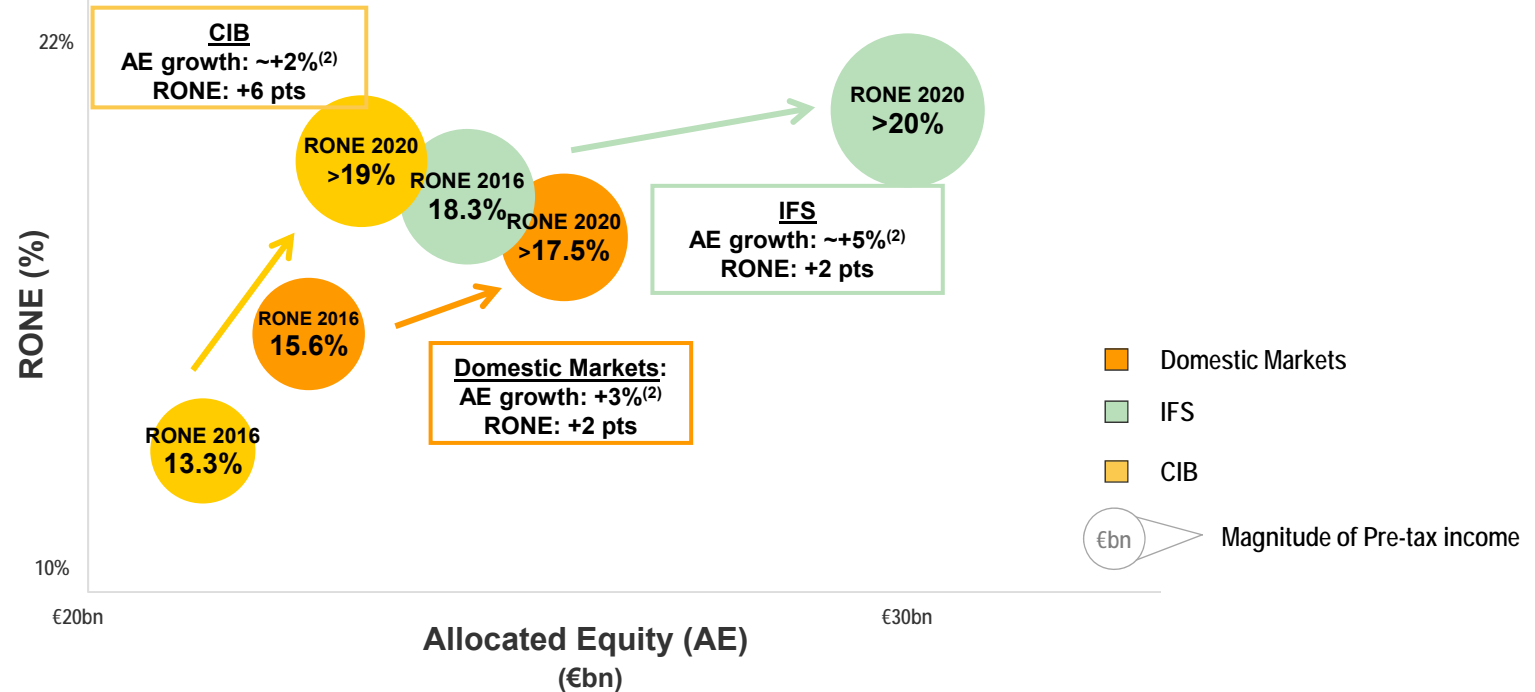 CIB
AE growth: ~+2%(2)
RONE: +6 pts
22%
RONE 2020
>20%
RONE 2020
>19%
RONE 2016
18.3%
RONE 2020
>17.5%
IFS
AE growth: ~+5%(2)
RONE: +2 pts
RONE (%)
RONE 2016
15.6%
Domestic Markets:
AE growth: +3%(2)
RONE: +2 pts
RONE 2016
13.3%
Domestic Markets
IFS
CIB
€bn
Magnitude of Pre-tax income
10%
€20bn
€30bn
Allocated Equity (AE)
(€bn)